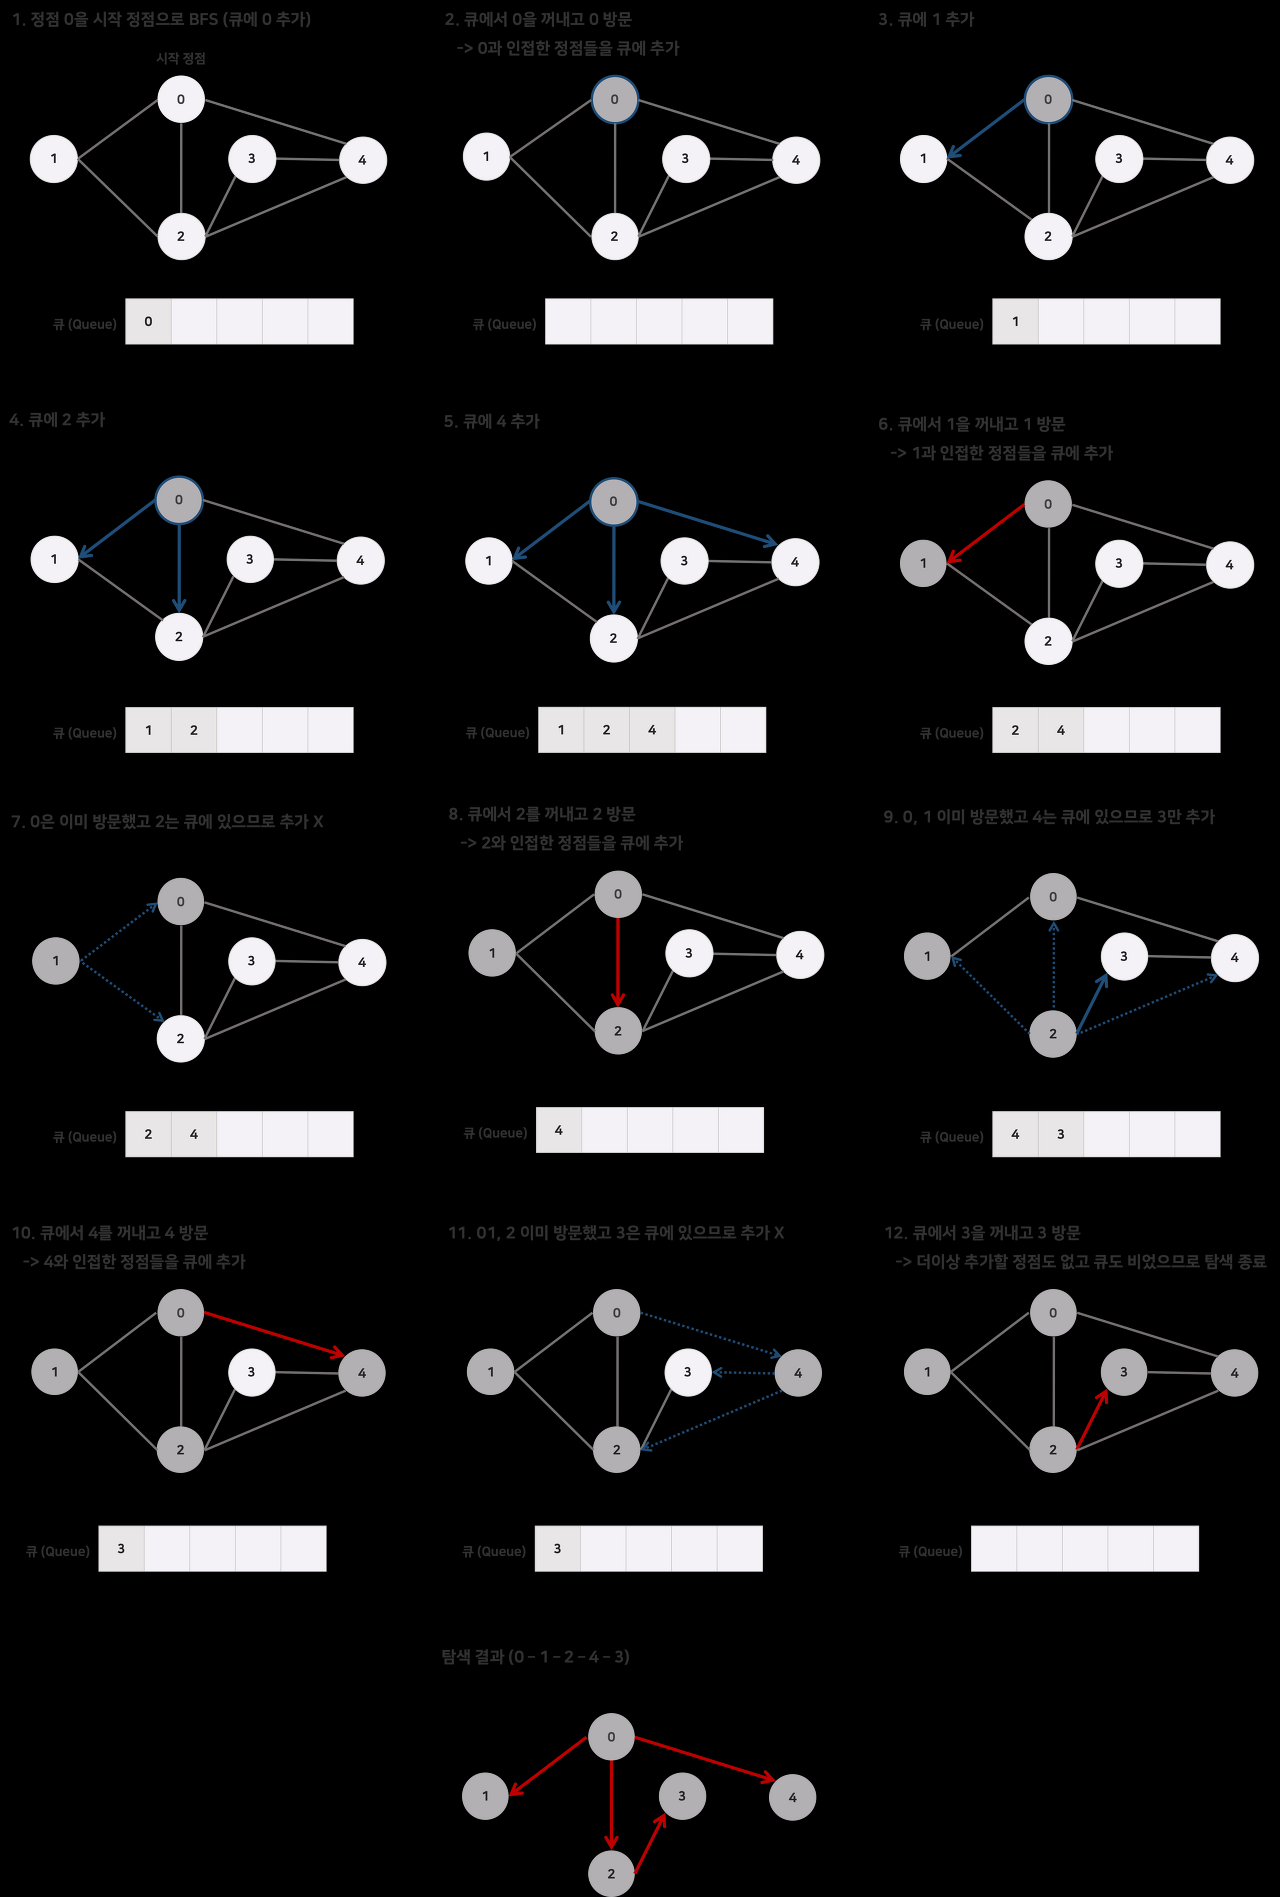 1. 정점 0을 시작 정점으로 BFS (큐에 0 추가)
시작 정점
0
1
3
4
2
큐 (Queue)
0
2. 큐에서 0을 꺼내고 0 방문
-> 0과 인접한 정점들을 큐에 추가
0
1
3
4
2
큐 (Queue)
3. 큐에 1 추가
0
1
3
4
2
큐 (Queue)
1
4. 큐에 2 추가
0
1
3
4
2
큐 (Queue)
1 2
5. 큐에 4 추가
0
1
3
4
2
큐 (Queue)
1 2 4
6. 큐에서 1을 꺼내고 1 방문
-> 1과 인접한 정점들을 큐에 추가
0
1
3
4
2
큐 (Queue)
2 4
7. 0은 이미 방문했고 2는 큐에 있으므로 추가 X
0
1
3
4
2
큐 (Queue)
2 4
8. 큐에서 2를 꺼내고 2 방문
-> 2와 인접한 정점들을 큐에 추가
0
1
3
4
2
큐 (Queue)
4
9. 0, 1 이미 방문했고 4는 큐에 있으므로 3만 추가
0
1
3
4
2
큐 (Queue)
4 3
10. 큐에서 4를 꺼내고 4 방문
-> 4와 인접한 정점들을 큐에 추가
0
1
3
4
2
큐 (Queue)
3
11. 01, 2 이미 방문했고 3은 큐에 있으므로 추가 X
0
1
3
4
2
큐 (Queue)
3
12. 큐에서 3을 꺼내고 3 방문
-> 더이상 추가할 정점도 없고 큐도 비었으므로 탐색 종료
0
1
3
4
2
큐 (Queue)
탐색 결과 (0 - 1 - 2 - 4 - 3)
0
1
3
4
2